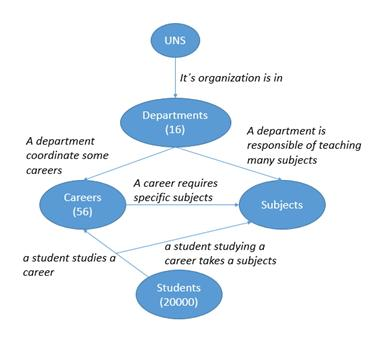 UNS
It´s organization is in
Departments
(16)
A department
coordinate some
careers
A department is
responsible of teaching
many subjects
A career requires
specific subjects
Careers
(56)
Subjects
a student studies a
career
a student studying a
career takes a subjects
Students
(20000)